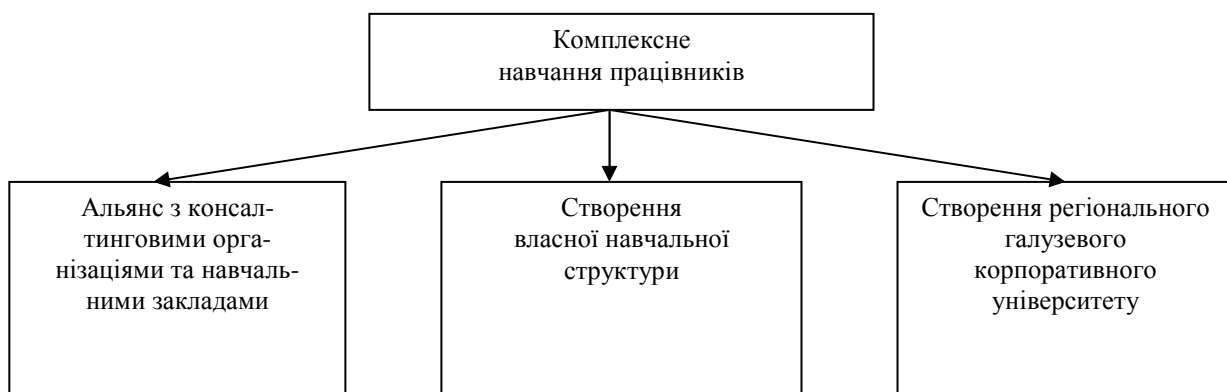 Комплексне
навчання працівників
Альянс з консал-
тинговими орга-
нізаціями та навчаль-
ними закладами
Створення
власної навчальної
структури
Створення регіонального
галузевого
корпоративного
університету